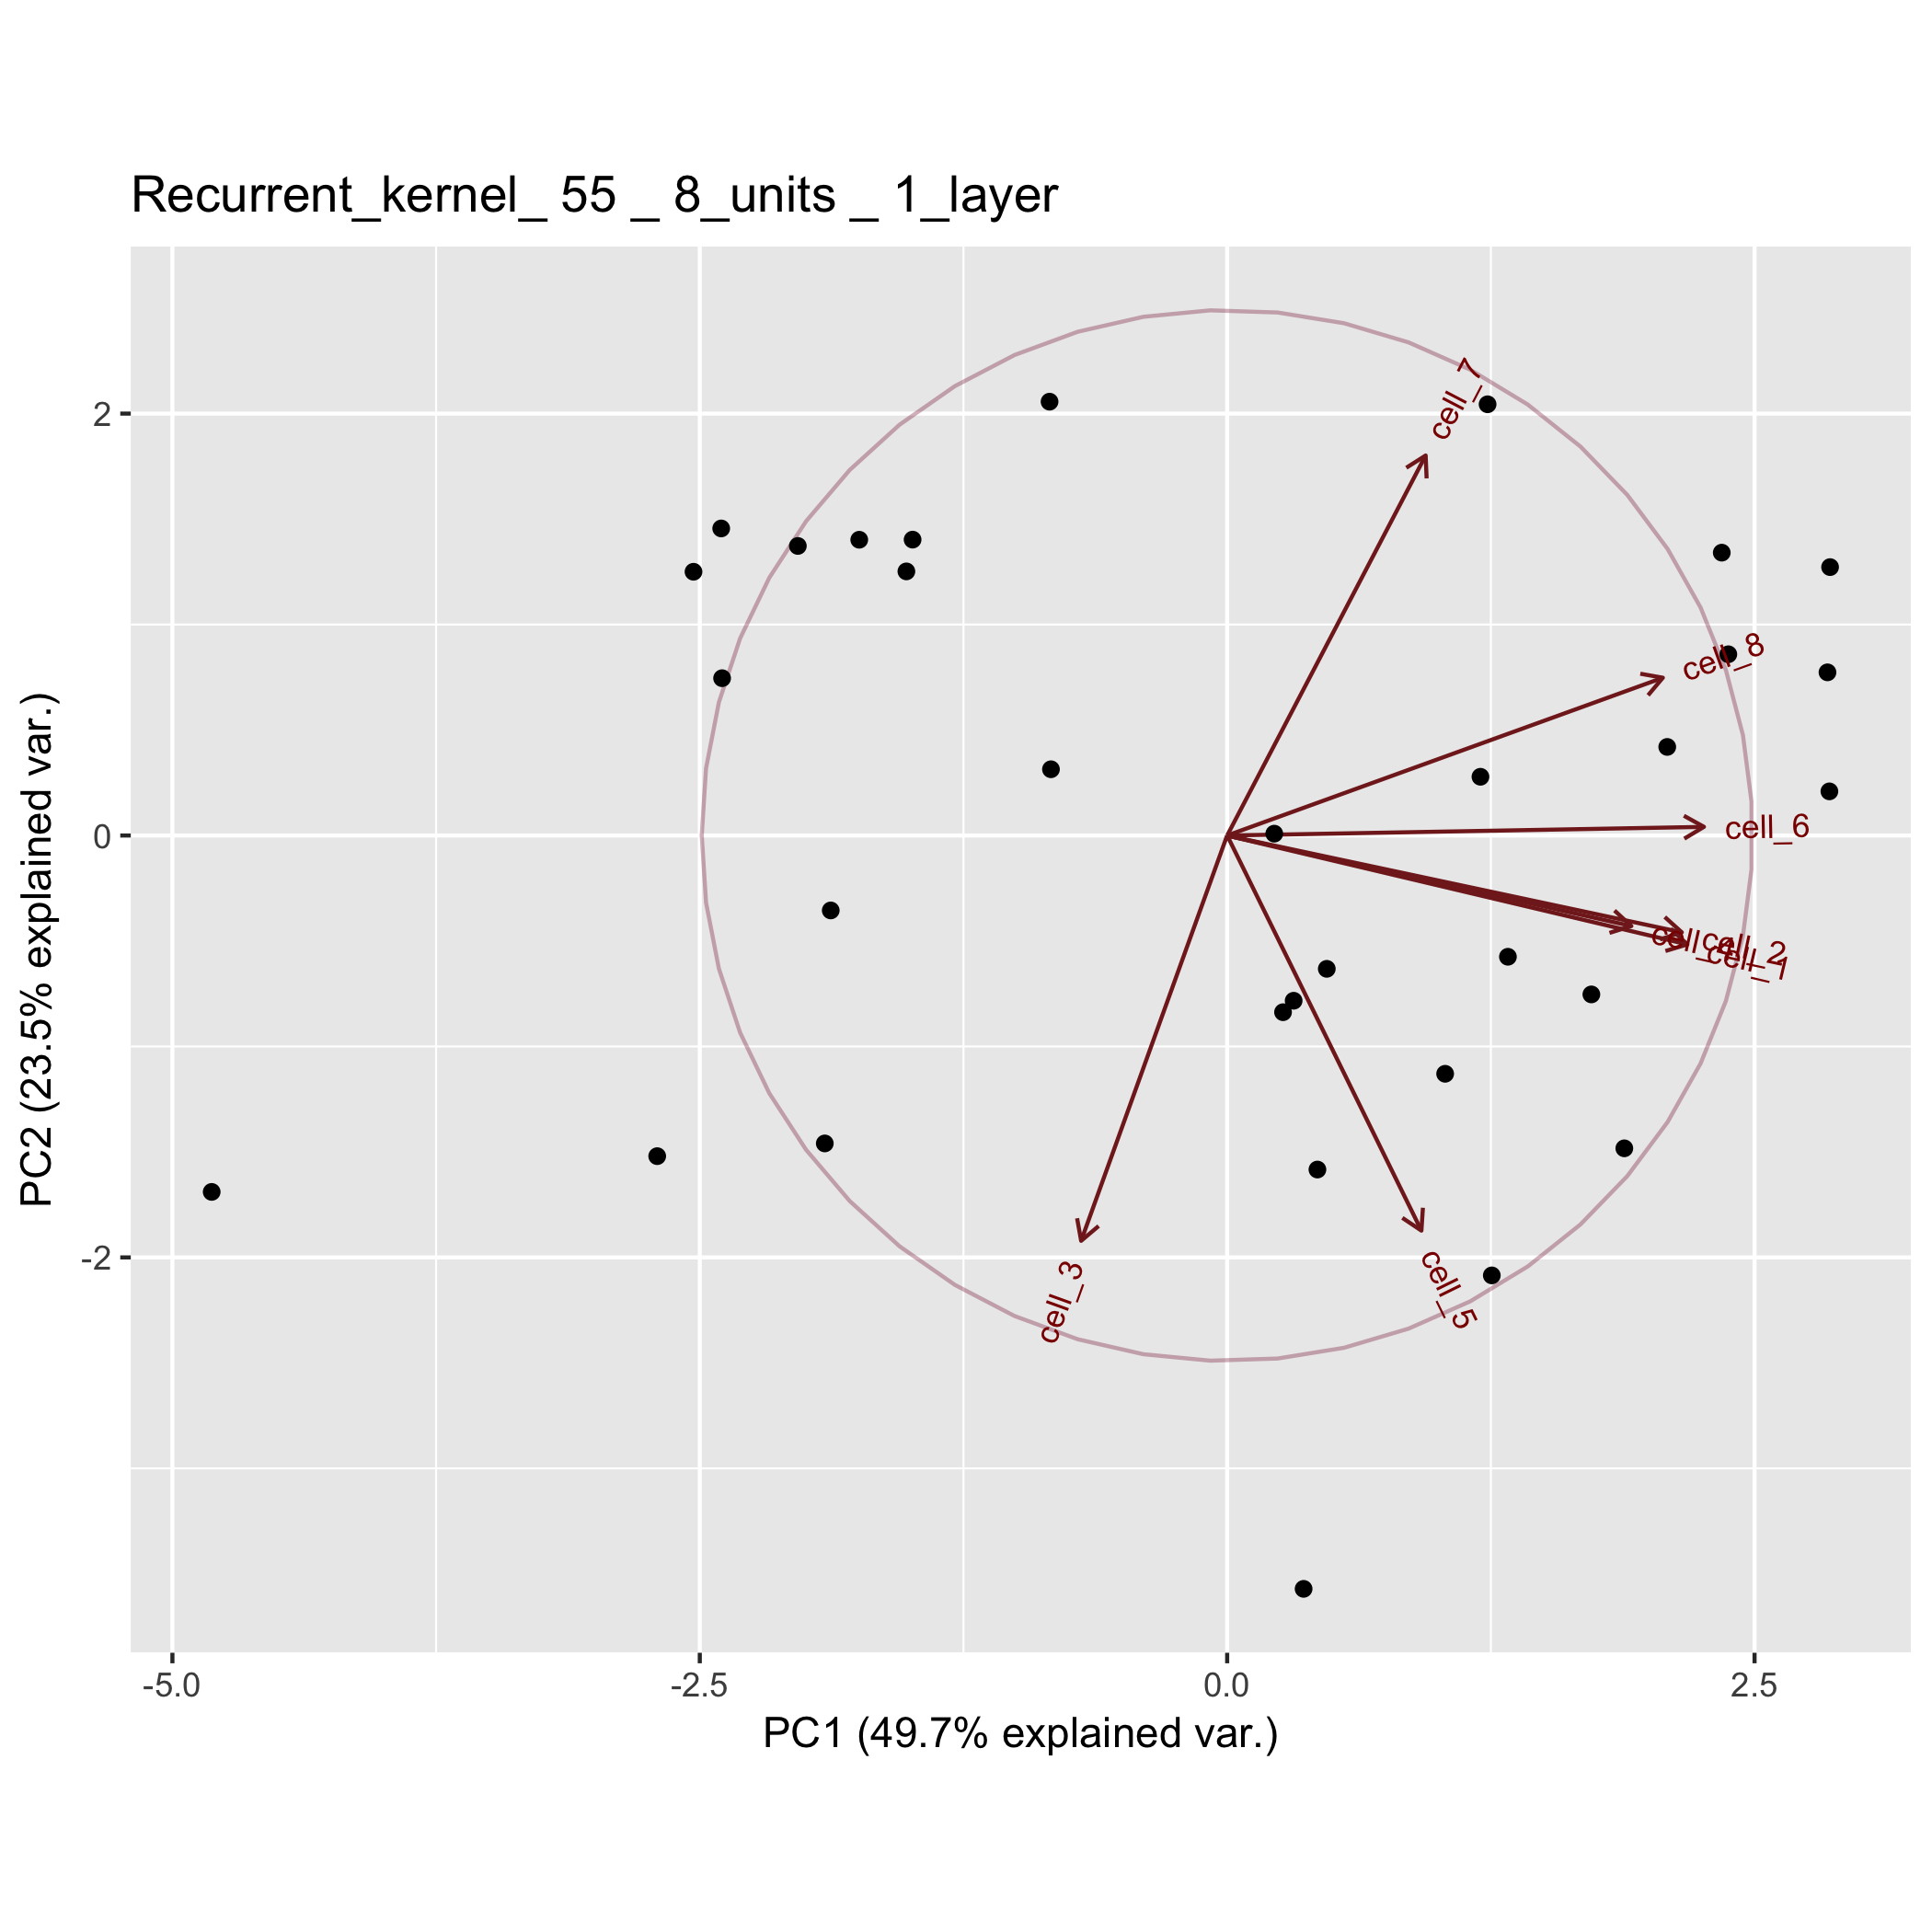 Recurrent_kernel_ 55 _ 8_units _ 1_layer
cell_7
2
cell_8
cell_6
0
cell_2
cell_1
cell_3
cell_5
-2
-5.0
-2.5
0.0
2.5
PC1 (49.7% explained var.)
PC2 (23.5% explained var.)